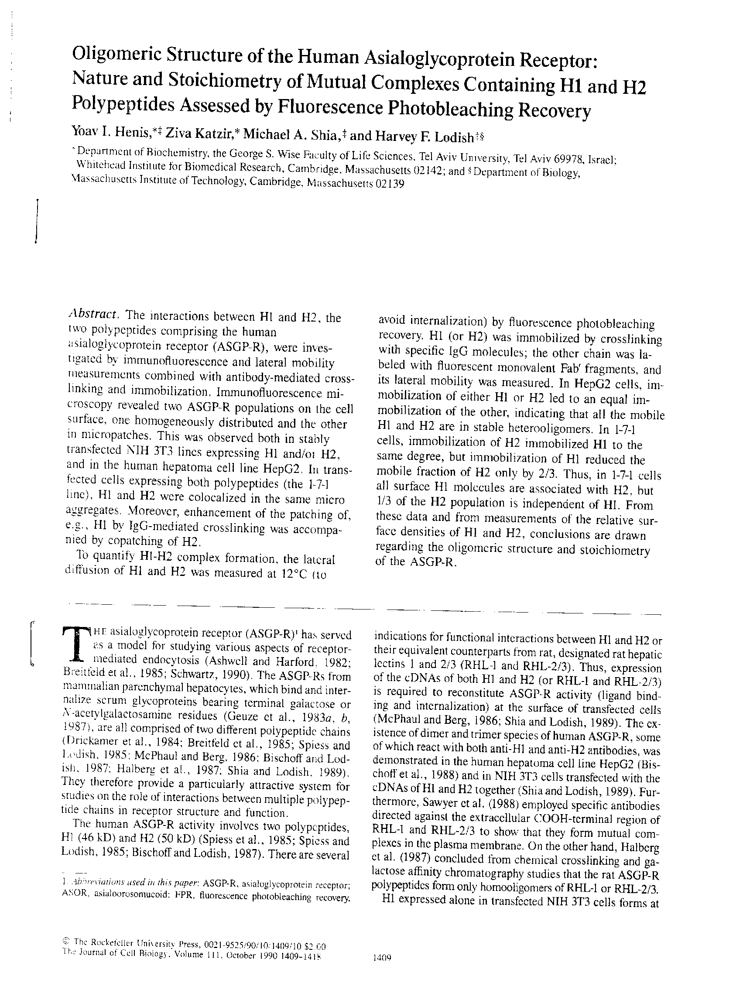 Oligomeric Structure of the Human Asialoglycoprotein Receptor:
Nature and Stoichiometry of Mutual Complexes Containing H1 and H2
Polypeptides Assessed by Fluorescence Photobleaching Recovery
Yoav I. Henis,*‡ Ziva Katzir,* Michael A. Shia,‡ and Harvey F. Lodish‡§
*Department of Biochemistry, the George S. Wise Faculty of Life Sciences, Tel Aviv University, Tel Aviv 69978, Israel;
‡Whitehead Institute for Biomedical Research, Cambridge, Massachusetts 02142; and §Department of Biology,
Massachusetts Institute of Technology, Cambridge, Massachusetts 02139
Abstract. The interactions between H1 and H2, the
two polypeptides comprising the human
asialoglycoprotein receptor (ASGP-R), were inves-
tigated by immunofluorescence and lateral mobility
measurements combined with antibody-mediated cross-
linking and immobilization. Immunofluorescence mi-
croscopy revealed two ASGP-R populations on the cell
surface, one homogeneously distributed and the other
in micropatches. This was observed both in stably
transfected NIH 3T3 lines expressing H1 and/or H2,
and in the human hepatoma cell line HepG2. In trans-
fected cells expressing both polypeptides (the 1-7-1
line), H1 and H2 were colocalized in the same micro
aggregates. Moreover, enhancement of the patching of,
e.g., H1 by IgG-mediated crosslinking was accompa-
nied by copatching of H2.
To quantify H1-H2 complex formation, the lateral
diffusion of H1 and H2 was measured at 12°C (to
avoid internalization) by fluorescence photobleaching
recovery. H1 (or H2) was immobilized by crosslinking
with specific IgG molecules; the other chain was la-
beled with fluorescent monovalent Fab' fragments, and
its lateral mobility was measured. In HepG2 cells, im-
mobilization of either H1 or H2 led to an equal im-
mobilization of the other, indicating that all the mobile
H1 and H2 are in stable heterooligomers. In 1-7-1
cells, immobilization of H2 immobilized H1 to the
same degree, but immobilization of H1 reduced the
mobile fraction of H2 only by 2/3. Thus, in 1-7-1 cells
all surface H1 molecules are associated with H2, but
1/3 of the H2 population is independent of H1. From
these data and from measurements of the relative sur-
face densities of H1 and H2, conclusions are drawn
regarding the oligomeric structure and stoichiometry
of the ASGP-R.
THE asialoglycoprotein receptor (ASGP-R)¹ has served
as a model for studying various aspects of receptor-
mediated endocytosis (Ashwell and Harford, 1982;
Breitfeld et al., 1985; Schwartz, 1990). The ASGP-Rs from
mammalian parenchymal hepatocytes, which bind and inter-
nalize serum glycoproteins bearing terminal galactose or
N-acetylgalactosamine residues (Geuze et al., 1983a, b,
1987), are all comprised of two different polypeptide chains
(Drickamer et al., 1984; Breitfeld et al., 1985; Spiess and
Lodish, 1985; McPhaul and Berg, 1986; Bischoff and Lod-
ish, 1987; Halberg et al., 1987; Shia and Lodish, 1989).
They therefore provide a particularly attractive system for
studies on the role of interactions between multiple polypep-
tide chains in receptor structure and function.
The human ASGP-R activity involves two polypeptides,
H1 (46 kD) and H2 (50 kD) (Spiess et al., 1985; Spiess and
Lodish, 1985; Bischoff and Lodish, 1987). There are several
1. Abbreviations used in this paper: ASGP-R, asialoglycoprotein receptor;
ASOR, asialoorosomucoid; FPR, fluorescence photobleaching recovery.
indications for functional interactions between H1 and H2 or
their equivalent counterparts from rat, designated rat hepatic
lectins 1 and 2/3 (RHL-1 and RHL-2/3). Thus, expression
of the cDNAs of both H1 and H2 (or RHL-1 and RHL-2/3)
is required to reconstitute ASGP-R activity (ligand bind-
ing and internalization) at the surface of transfected cells
(McPhaul and Berg, 1986; Shia and Lodish, 1989). The ex-
istence of dimer and trimer species of human ASGP-R, some
of which react with both anti-H1 and anti-H2 antibodies, was
demonstrated in the human hepatoma cell line HepG2 (Bis-
choff et al., 1988) and in NIH 3T3 cells transfected with the
cDNAs of H1 and H2 together (Shia and Lodish, 1989). Fur-
thermore, Sawyer et al. (1988) employed specific antibodies
directed against the extracellular COOH-terminal region of
RHL-1 and RHL-2/3 to show that they form mutual com-
plexes in the plasma membrane. On the other hand, Halberg
et al. (1987) concluded from chemical crosslinking and ga-
lactose affinity chromatography studies that the rat ASGP-R
polypeptides form only homooligomers of RHL-1 or RHL-2/3.
H1 expressed alone in transfected NIH 3T3 cells forms at
© The Rockefeller University Press, 0021-9525/90/10/1409/10 $2.00
The Journal of Cell Biology, Volume 111, October 1990 1409-1418
1409